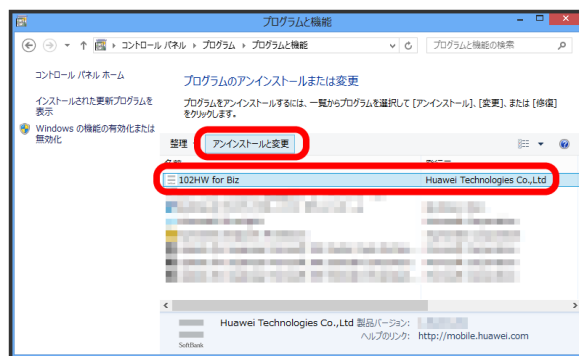 プログラムと機能
コントロール パネル ▸ プログラム ▸ プログラムと機能
プログラムと機能の検索
コントロール パネル ホーム
インストールされた更新プログラムを
表示
Windows の機能の有効化または
無効化
プログラムのアンインストールまたは変更
プログラムをアンインストールするには、一覧からプログラムを選択して [アンインストール]、[変更]、または [修復]
をクリックします。
整理 アンインストールと変更
102HW for Biz Huawei Technologies Co.,Ltd
Huawei Technologies Co.,Ltd 製品バージョン:
ヘルプのリンク: http://mobile.huawei.com
SoftBank